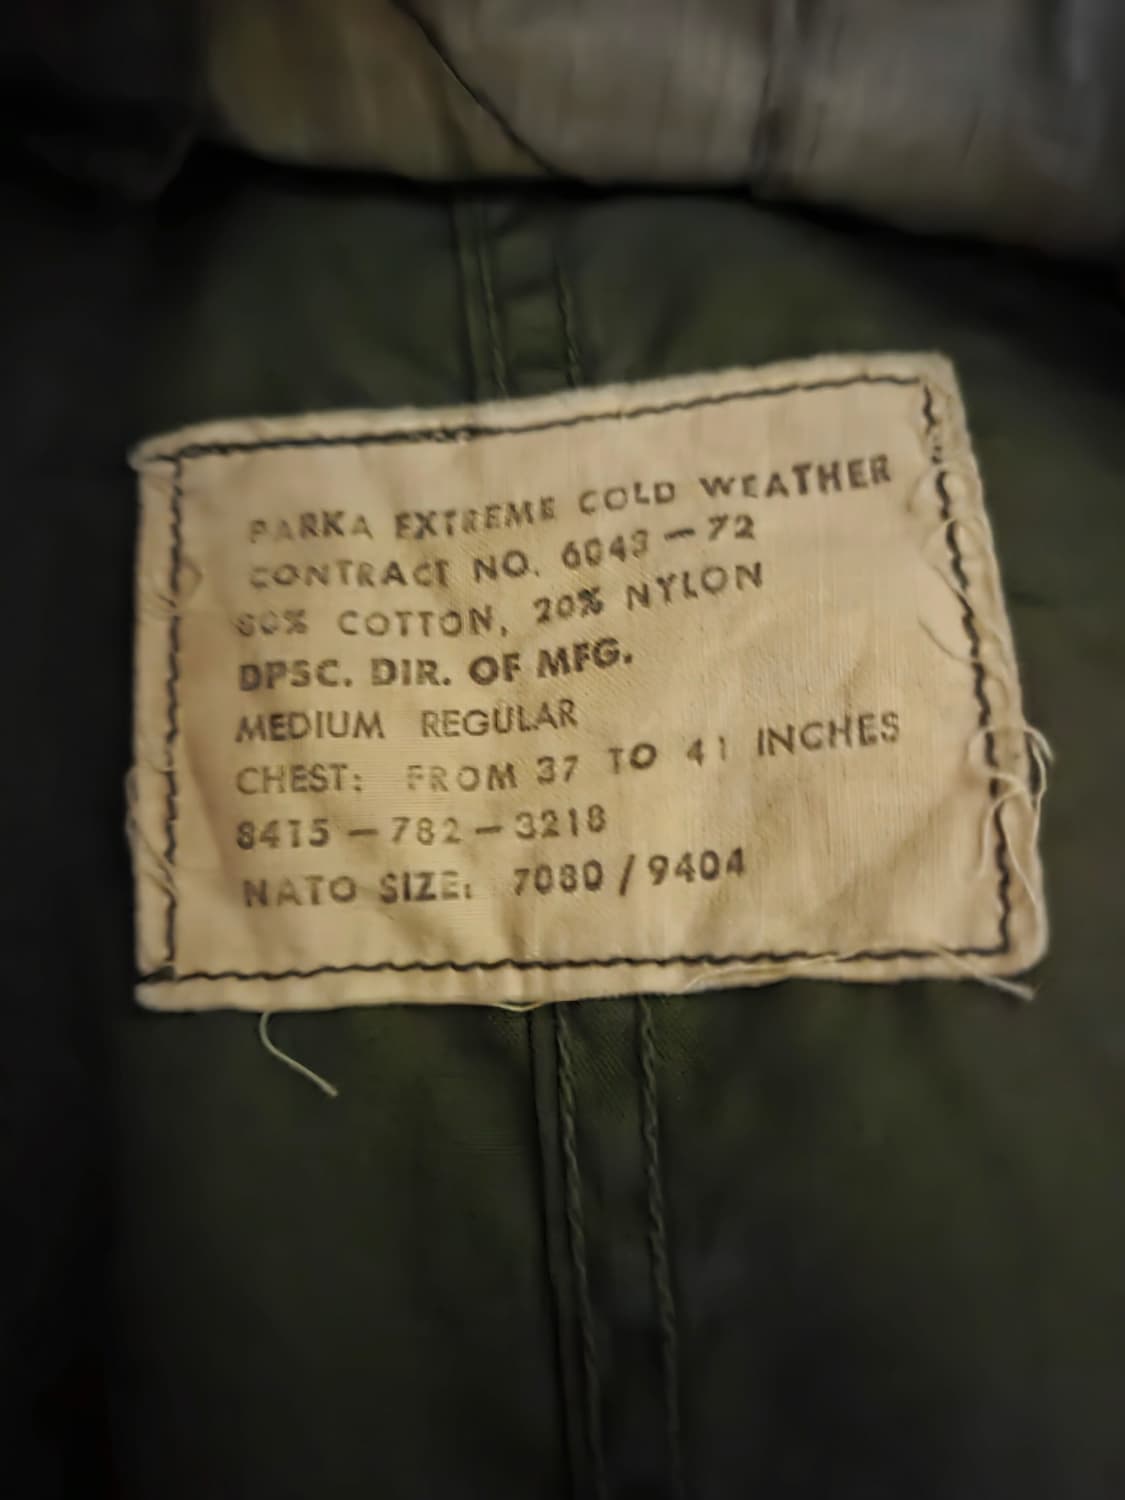 PARKA EXTREME COLD WEATHER
CONTRACT NO. 6043-72
80% COTTON, 20% NYLON
DPSC. DIR. OF MFG.
MEDIUM REGULAR
CHEST: FROM 37 TO 41 INCHES
8415-782-3218
NATO SIZE: 7080/9404